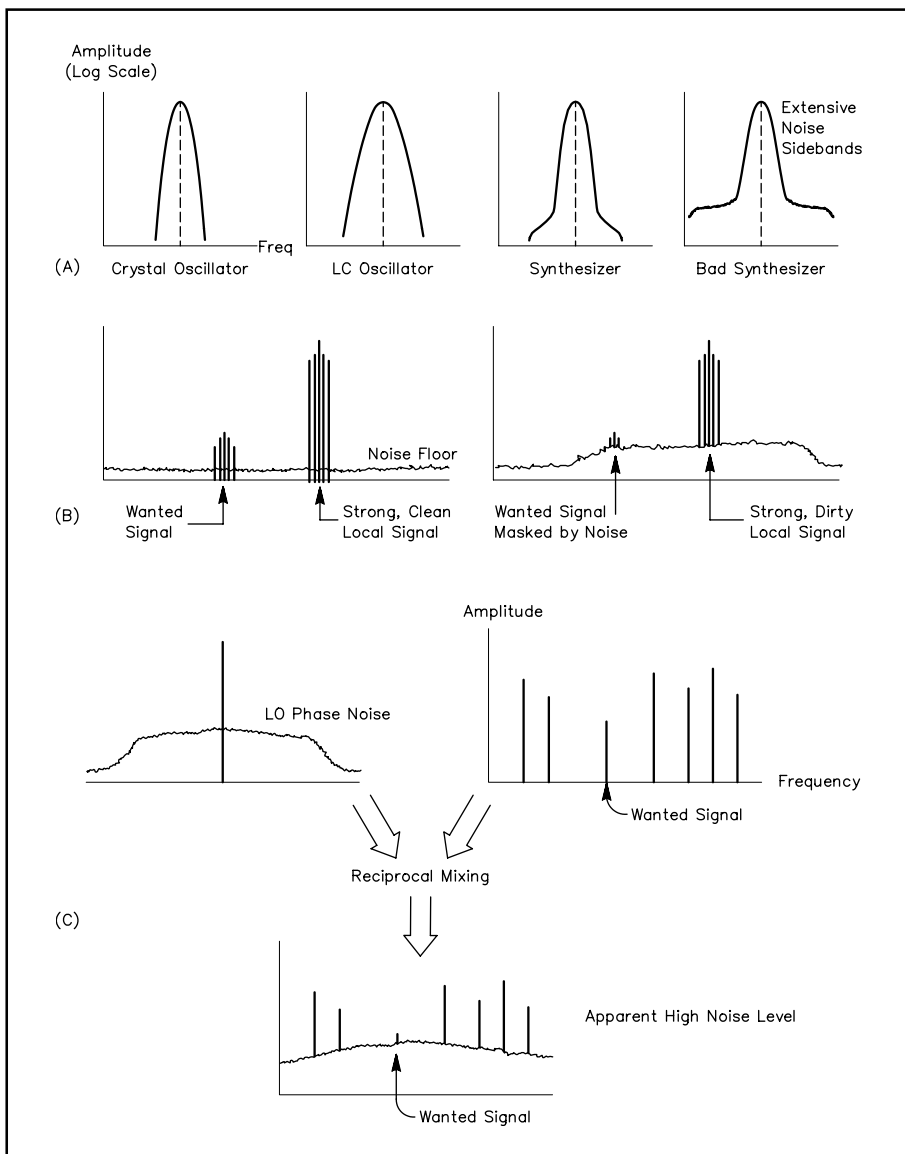 Amplitude
(Log Scale)
Extensive
Noise
Sidebands
Freq
(A)
Crystal Oscillator
LC Oscillator
Synthesizer
Bad Synthesizer
Noise Floor
(B)
Wanted
Signal
Strong, Clean
Local Signal
Wanted Signal
Masked by Noise
Strong, Dirty
Local Signal
Amplitude
LO Phase Noise
Frequency
Wanted Signal
Reciprocal Mixing
(C)
Apparent High Noise Level
Wanted Signal